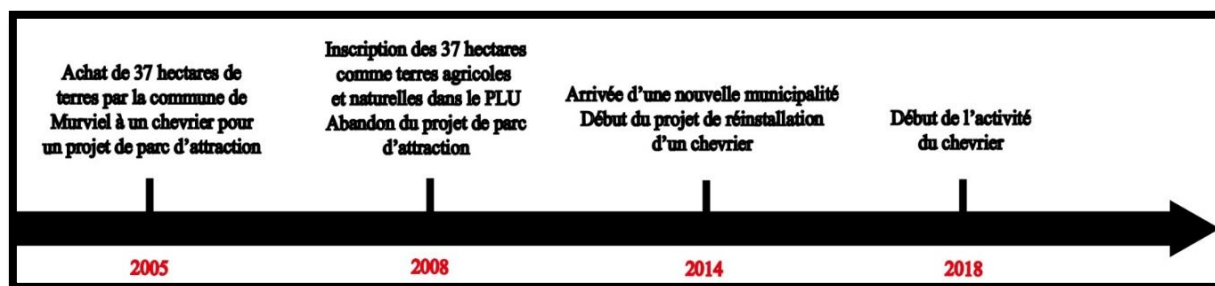 Achat de 37 hectares de
terres par la commune de
Murviel à un chevrier pour
un projet de parc d'attraction
Inscription des 37 hectares
comme terres agricoles
et naturelles dans le PLU
Abandon du projet de parc
d'attraction
Arrivée d'une nouvelle municipalité
Début du projet de réinstallation
d'un chevrier
Début de l'activité
du chevrier
2005
2008
2014
2018